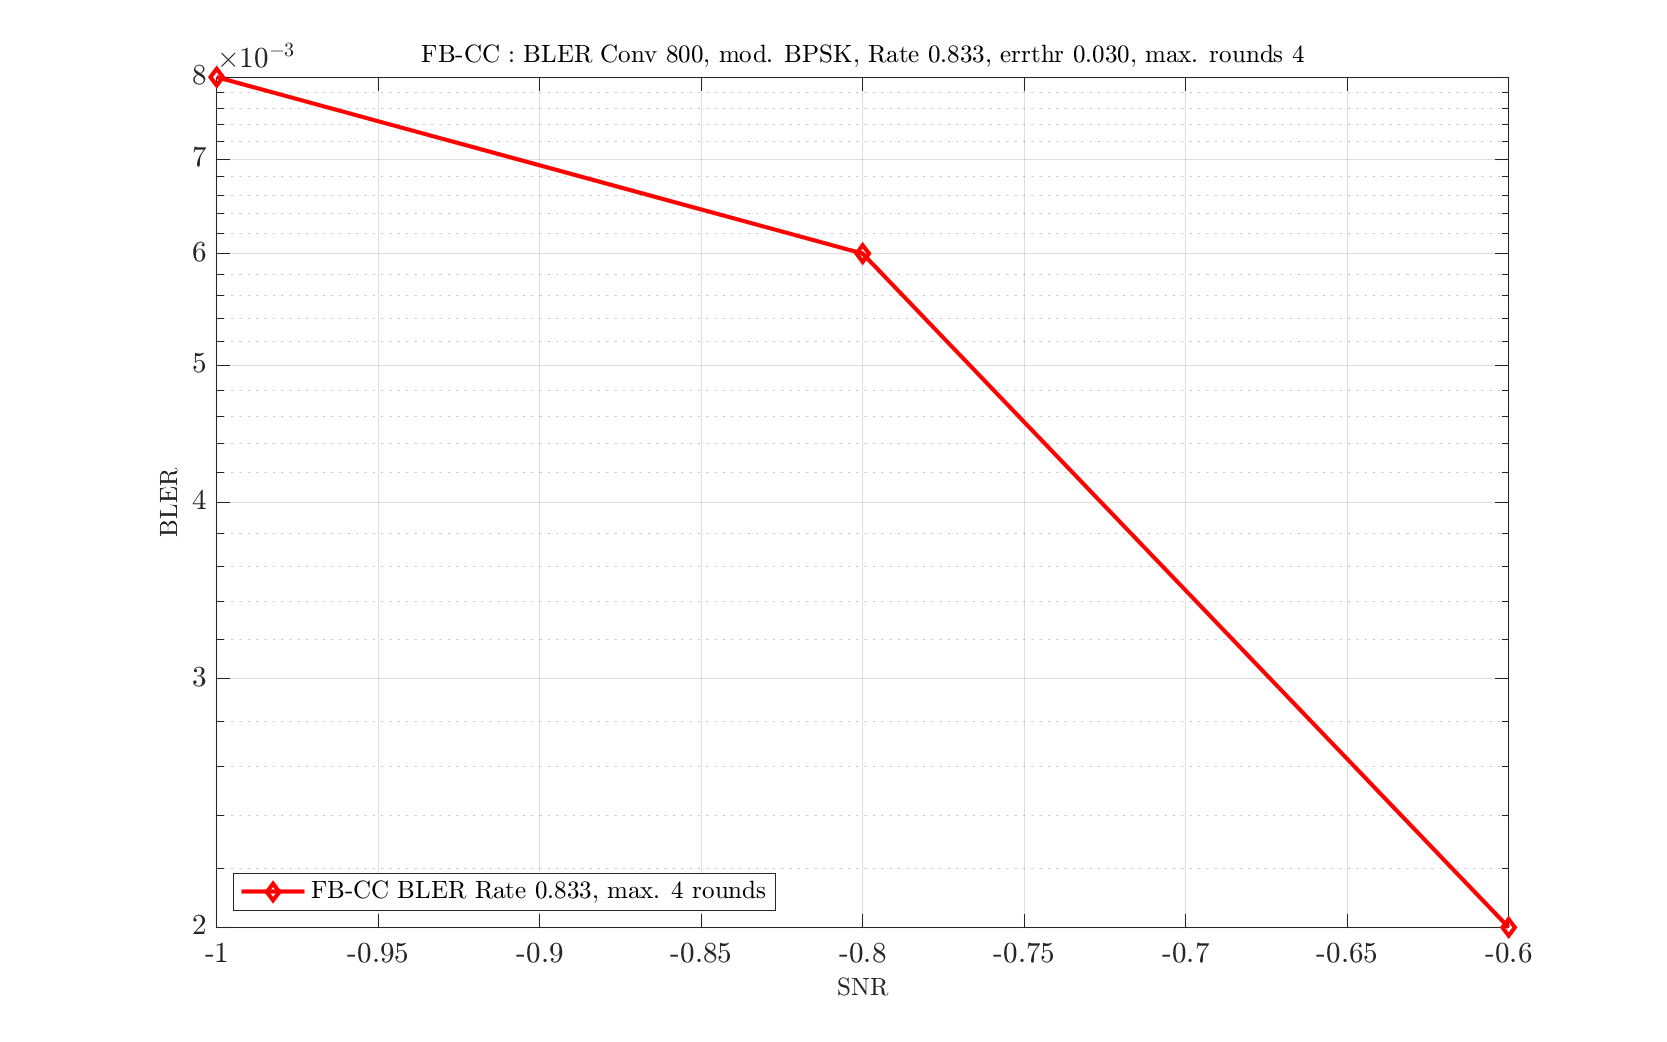 ×10⁻³
FB-CC : BLER Conv 800, mod. BPSK, Rate 0.833, errthr 0.030, max. rounds 4
8
7
6
5
4
3
2
BLER
FB-CC BLER Rate 0.833, max. 4 rounds
-1 -0.95 -0.9 -0.85 -0.8 -0.75 -0.7 -0.65 -0.6
SNR